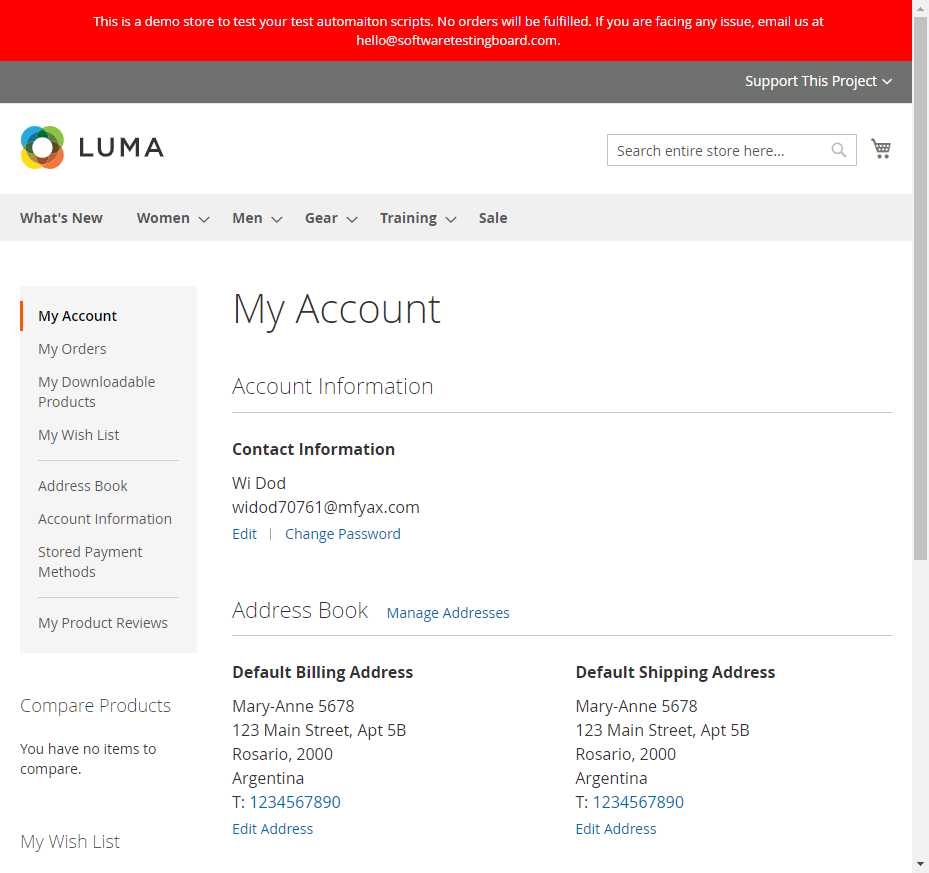 This is a demo store to test your test automaiton scripts. No orders will be fulfilled. If you are facing any issue, email us at
hello@softwaretestingboard.com.
Support This Project
LUMA
Search entire store here...
What's New Women Men Gear Training Sale
My Account
My Orders
My Downloadable
Products
My Wish List
Address Book
Account Information
Stored Payment
Methods
My Product Reviews
Compare Products
You have no items to
compare.
My Wish List
My Account
Account Information
Contact Information
Wi Dod
widod70761@mfyax.com
Edit | Change Password
Address Book Manage Addresses
Default Billing Address
Mary-Anne 5678
123 Main Street, Apt 5B
Rosario, 2000
Argentina
T: 1234567890
Edit Address
Default Shipping Address
Mary-Anne 5678
123 Main Street, Apt 5B
Rosario, 2000
Argentina
T: 1234567890
Edit Address